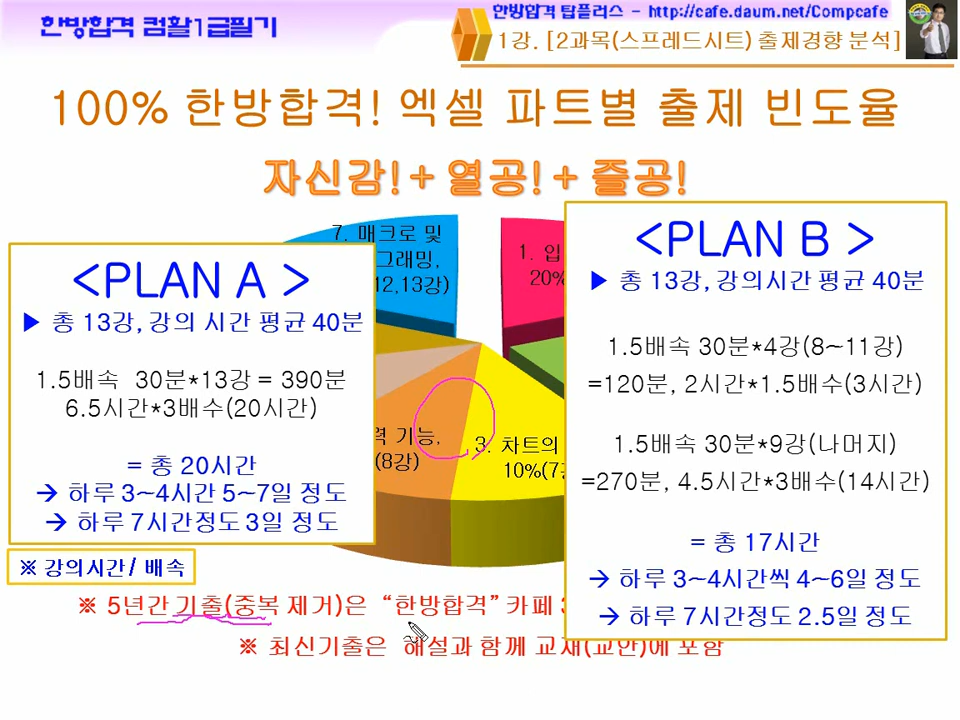 한방합격 컴활1급필기
한방합격 탑플러스 - http://cafe.daum.net/Compcafe
1강. [2과목(스프레드시트) 출제경향 분석]
100% 한방합격! 엑셀 파트별 출제 빈도율
자신감! + 열공! + 즐공!
7. 매크로 및
그래밍,
12,13강)
1. 입
20%
기능,
(8강)
3. 차트의
10%(7
<PLAN A >
▶ 총 13강, 강의 시간 평균 40분
1.5배속 30분*13강 = 390분
6.5시간*3배수(20시간)
= 총 20시간
→ 하루 3~4시간 5~7일 정도
→ 하루 7시간정도 3일 정도
※ 강의시간 / 배속
<PLAN B >
▶ 총 13강, 강의시간 평균 40분
1.5배속 30분*4강(8~11강)
=120분, 2시간*1.5배수(3시간)
1.5배속 30분*9강(나머지)
=270분, 4.5시간*3배수(14시간)
= 총 17시간
→ 하루 3~4시간씩 4~6일 정도
→ 하루 7시간정도 2.5일 정도
※ 5년간 기출(중복 제거)은 “한방합격” 카페
※ 최신기출은 해설과 함께 교재(교안)에 포함